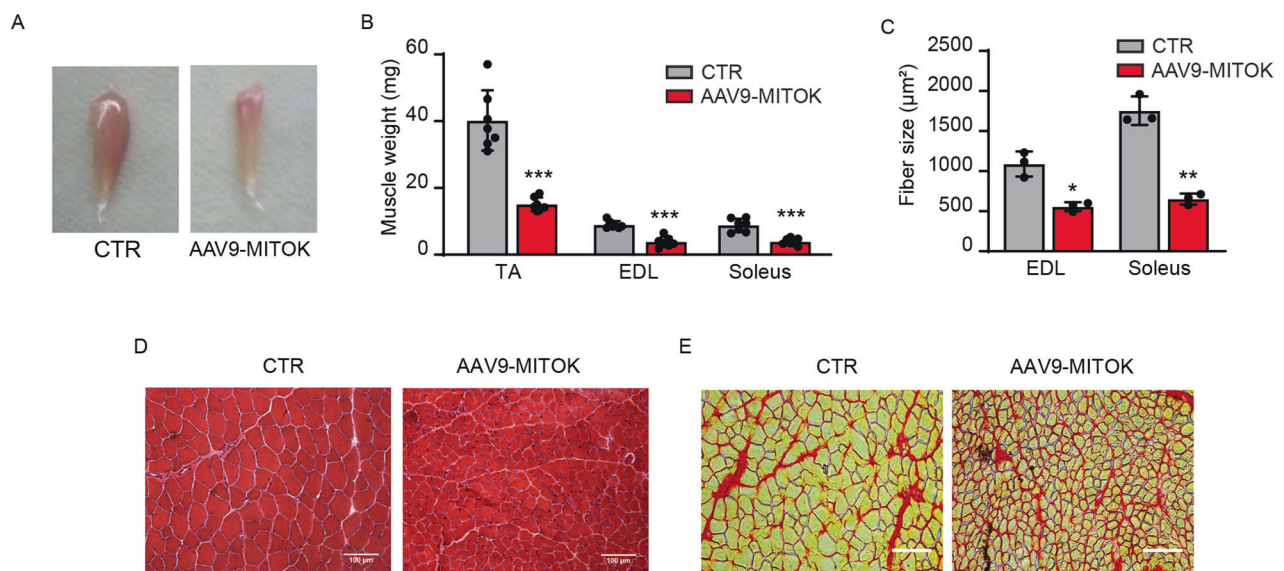 A
CTR
AAV9-MITOK
B
Muscle weight (mg)
60
40
20
0
CTR
AAV9-MITOK
***
***
***
TA
EDL
Soleus
C
Fiber size (µm²)
2500
2000
1500
1000
500
0
CTR
AAV9-MITOK
*
**
EDL
Soleus
D
CTR
AAV9-MITOK
100 µm
100 µm
E
CTR
AAV9-MITOK